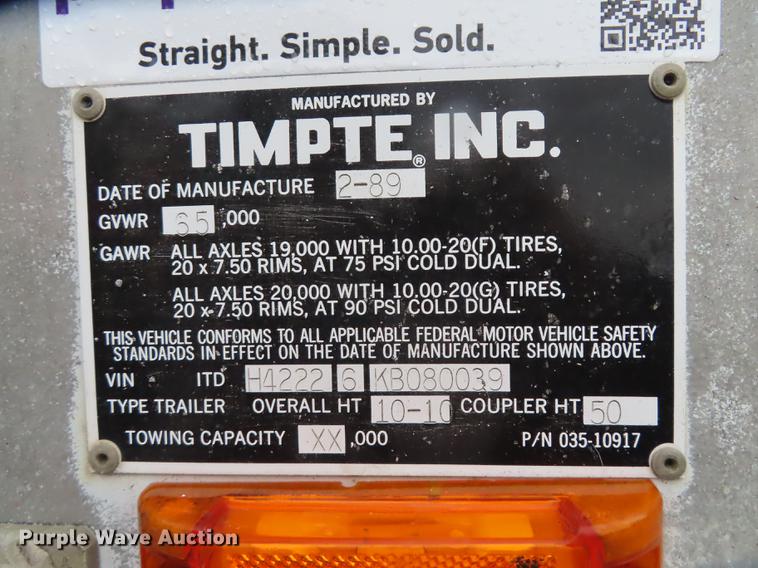 Straight. Simple. Sold.
MANUFACTURED BY
TIMPTE® INC.
DATE OF MANUFACTURE 2-89
GVWR 65,000
GAWR ALL AXLES 19,000 WITH 10.00-20(F) TIRES,
20 x 7.50 RIMS, AT 75 PSI COLD DUAL.
ALL AXLES 20,000 WITH 10.00-20(G) TIRES,
20 x 7.50 RIMS, AT 90 PSI COLD DUAL.
THIS VEHICLE CONFORMS TO ALL APPLICABLE FEDERAL MOTOR VEHICLE SAFETY
STANDARDS IN EFFECT ON THE DATE OF MANUFACTURE SHOWN ABOVE.
VIN ITD H4222 6 KB080039
TYPE TRAILER OVERALL HT 10-10 COUPLER HT 50
TOWING CAPACITY XX,000 P/N 035-10917
Purple Wave Auction